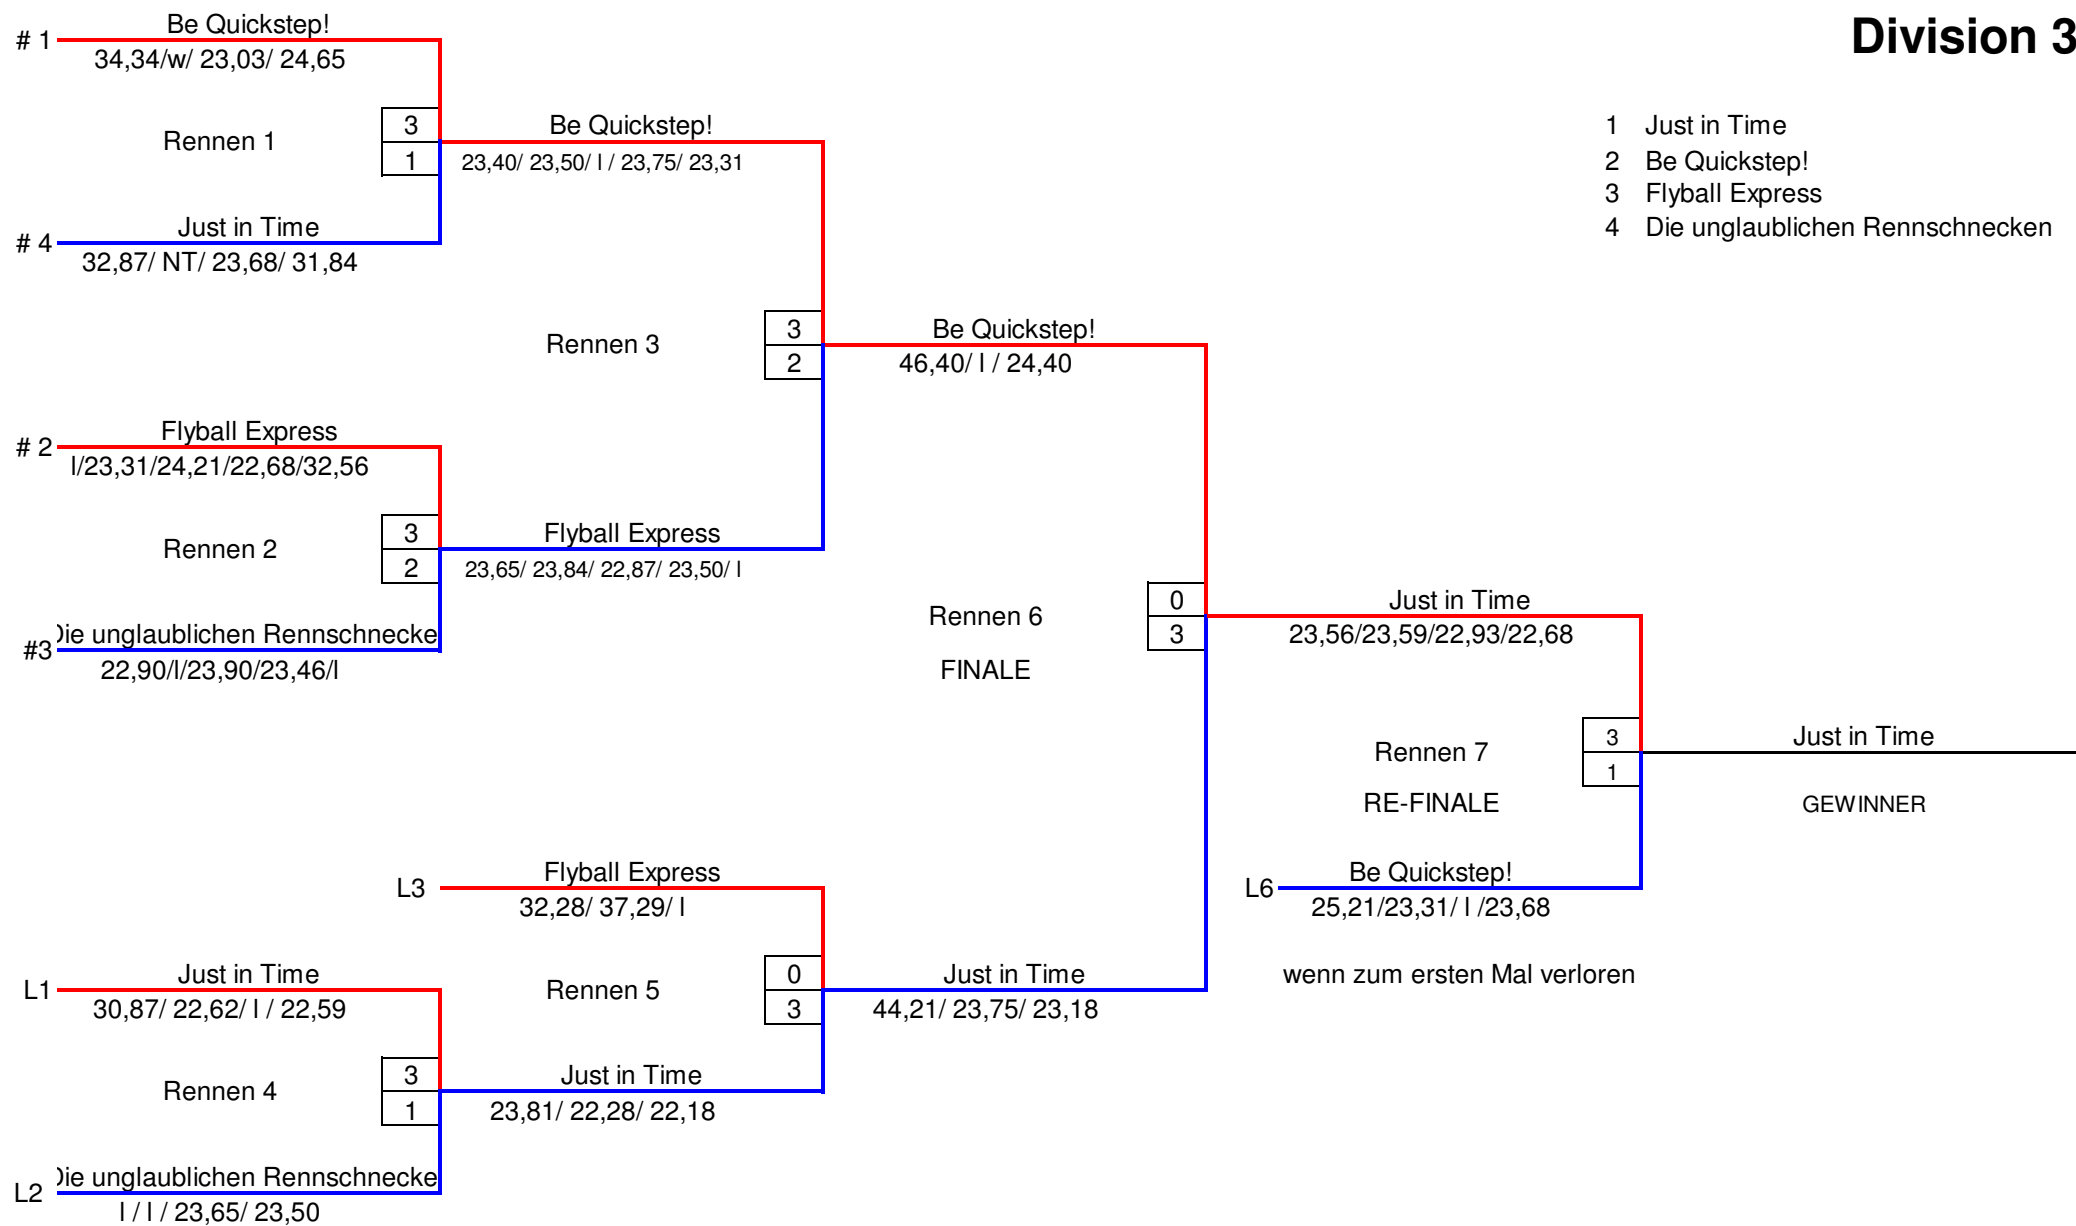 Division 3
# 1
Be Quickstep!
34,34/w/ 23,03/ 24,65
Rennen 1
3
1
# 4
Just in Time
32,87/ NT/ 23,68/ 31,84
Be Quickstep!
23,40/ 23,50/ l / 23,75/ 23,31
1 Just in Time
2 Be Quickstep!
3 Flyball Express
4 Die unglaublichen Rennschnecken
Rennen 3
3
2
Be Quickstep!
46,40/ l / 24,40
# 2
Flyball Express
l/23,31/24,21/22,68/32,56
Rennen 2
3
2
#3
Die unglaublichen Rennschnecke
22,90/l/23,90/23,46/l
Flyball Express
23,65/ 23,84/ 22,87/ 23,50/ l
Rennen 6
FINALE
0
3
Just in Time
23,56/23,59/22,93/22,68
Rennen 7
RE-FINALE
3
1
Just in Time
GEWINNER
L6
Be Quickstep!
25,21/23,31/ l /23,68
wenn zum ersten Mal verloren
L3
Flyball Express
32,28/ 37,29/ l
Rennen 5
0
3
Just in Time
44,21/ 23,75/ 23,18
L1
Just in Time
30,87/ 22,62/ l / 22,59
Rennen 4
3
1
Just in Time
23,81/ 22,28/ 22,18
L2
Die unglaublichen Rennschnecke
l / l / 23,65/ 23,50